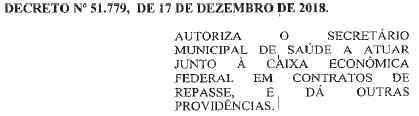 DECRETO Nº 51.779, DE 17 DE DEZEMBRO DE 2018.
AUTORIZA O SECRETÁRIO
MUNICIPAL DE SAÚDE A ATUAR
JUNTO À CAIXA ECONÔMICA
FEDERAL EM CONTRATOS DE
REPASSE, E DÁ OUTRAS
PROVIDÊNCIAS.